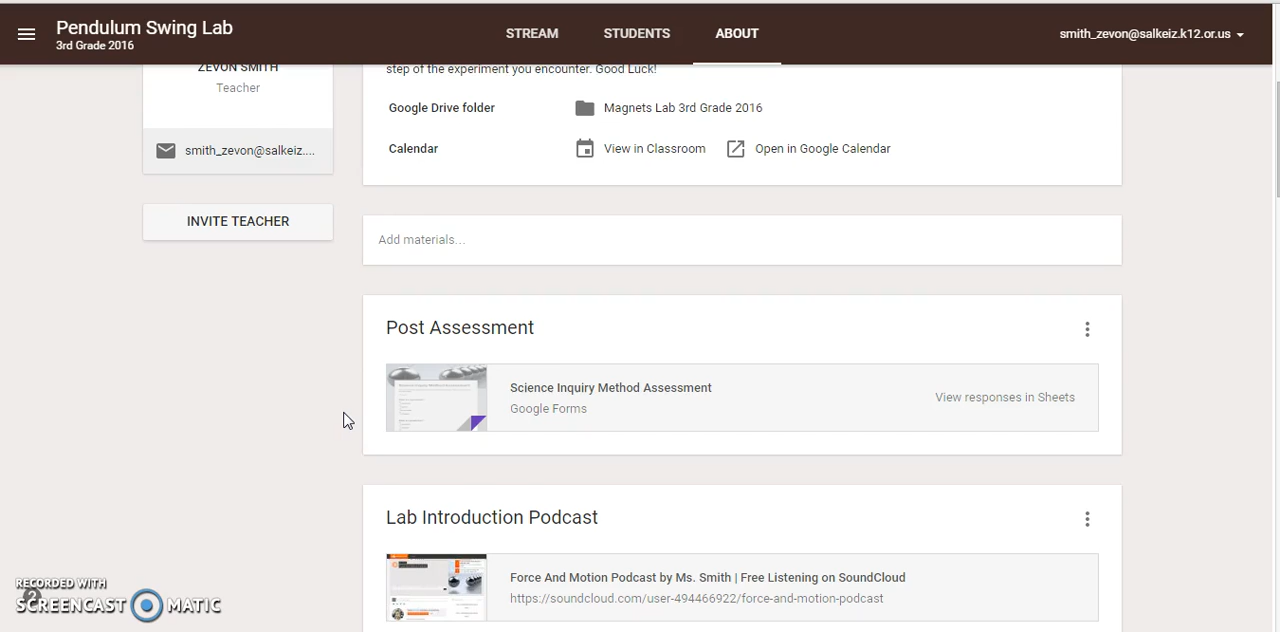 Pendulum Swing Lab
3rd Grade 2016
STREAM
STUDENTS
ABOUT
smith_zevon@salkeiz.k12.or.us
ZEVON SMITH
Teacher
smith_zevon@salkeiz....
INVITE TEACHER
step of the experiment you encounter. Good Luck!
Google Drive folder
Magnets Lab 3rd Grade 2016
Calendar
View in Classroom
Open in Google Calendar
Add materials...
Post Assessment
Science Inquiry Method Assessment
Google Forms
View responses in Sheets
Lab Introduction Podcast
Force And Motion Podcast by Ms. Smith | Free Listening on SoundCloud
https://soundcloud.com/user-494466922/force-and-motion-podcast
RECORDED WITH
SCREENCAST MATIC